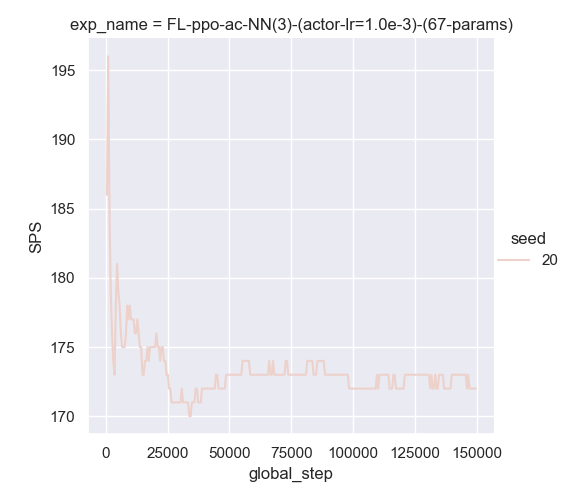 exp_name = FL-ppo-ac-NN(3)-(actor-lr=1.0e-3)-(67-params)
195
190
185
180
175
170
SPS
0 25000 50000 75000 100000 125000 150000
global_step
seed
20